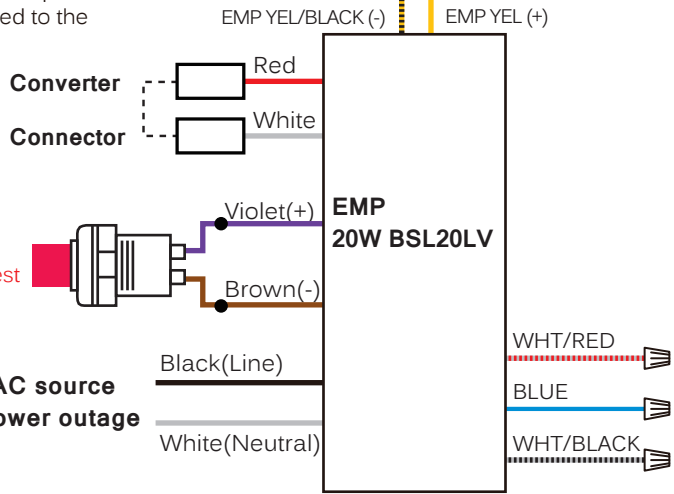 ed to the
EMP YEL/BLACK (-)
EMP YEL (+)
Converter
Red
Connector
White
Violet(+)
EMP
20W BSL20LV
est
Brown(-)
WHT/RED
Black(Line)
AC source
BLUE
ower outage
White(Neutral)
WHT/BLACK